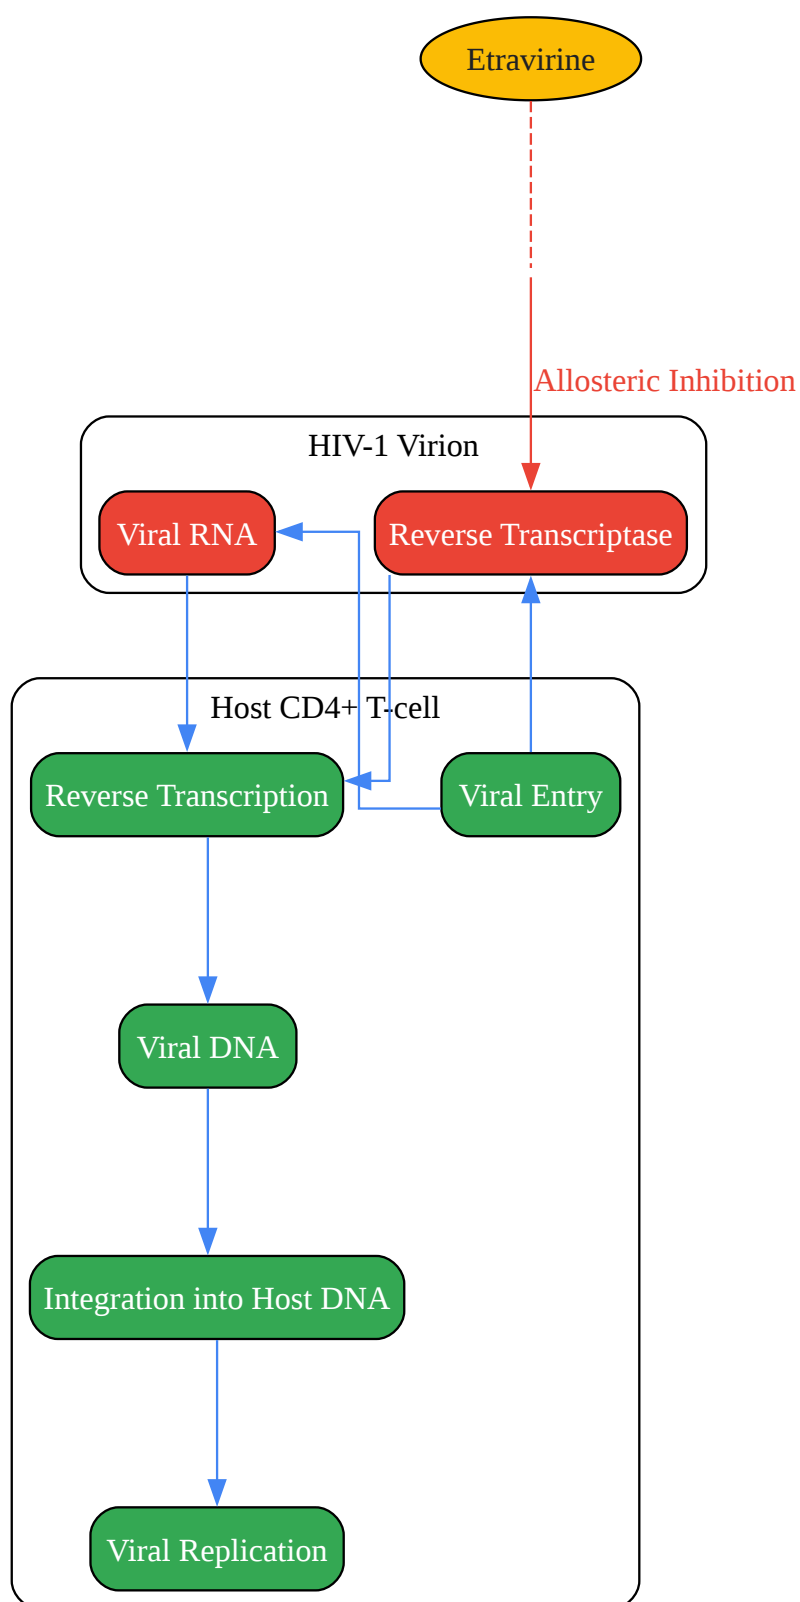 Etravirine
Allosteric Inhibition
HIV-1 Virion
Viral RNA
Reverse Transcriptase
Host CD4+ T-cell
Reverse Transcription
Viral Entry
Viral DNA
Integration into Host DNA
Viral Replication